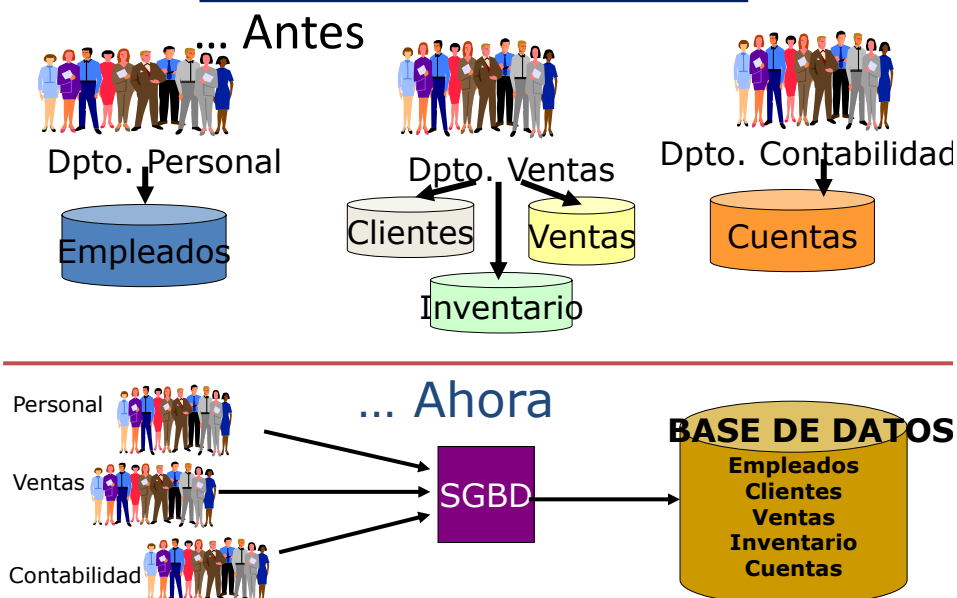 ... Antes
Dpto. Personal
Dpto. Ventas
Dpto. Contabilidad
Empleados
Clientes
Ventas
Cuentas
Inventario
... Ahora
Personal
Ventas
Contabilidad
SGBD
BASE DE DATOS
Empleados
Clientes
Ventas
Inventario
Cuentas